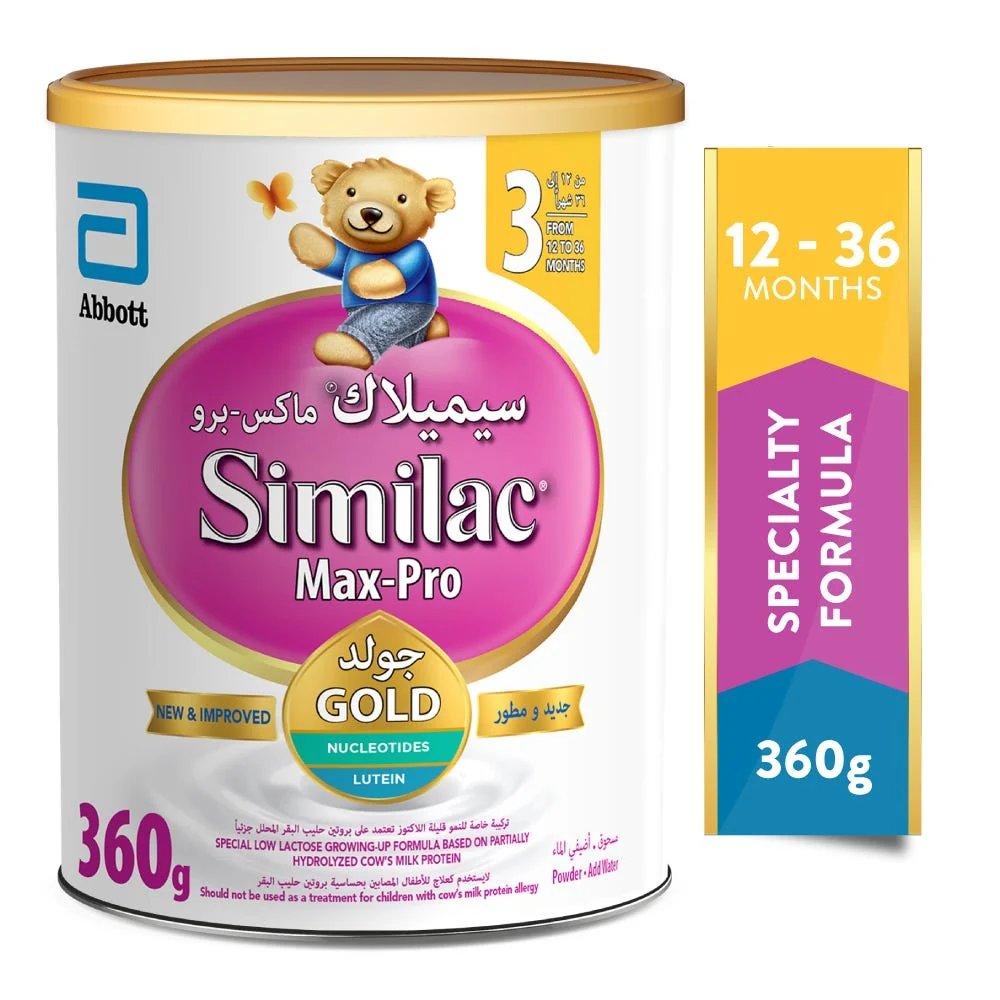 Abbott
3
من ١٢ إلى
٣٦ شهراً
FROM
12 TO 36
MONTHS
سيميلاك® ماكس-برو
Similac®
Max-Pro
جولد
GOLD
NEW & IMPROVED
جديد و مطور
NUCLEOTIDES
LUTEIN
360g
تركيبة خاصة للنمو قليلة اللاكتوز تعتمد على بروتين حليب البقر المحلل جزئياً
SPECIAL LOW LACTOSE GROWING-UP FORMULA BASED ON PARTIALLY
HYDROLYZED COW'S MILK PROTEIN
لايستخدم كعلاج للأطفال المصابين بحساسية بروتين حليب البقر
Should not be used as a treatment for children with cow's milk protein allergy
مسحوق . أضيفي الماء
Powder • Add Water
12 - 36
MONTHS
SPECIALTY
FORMULA
360g